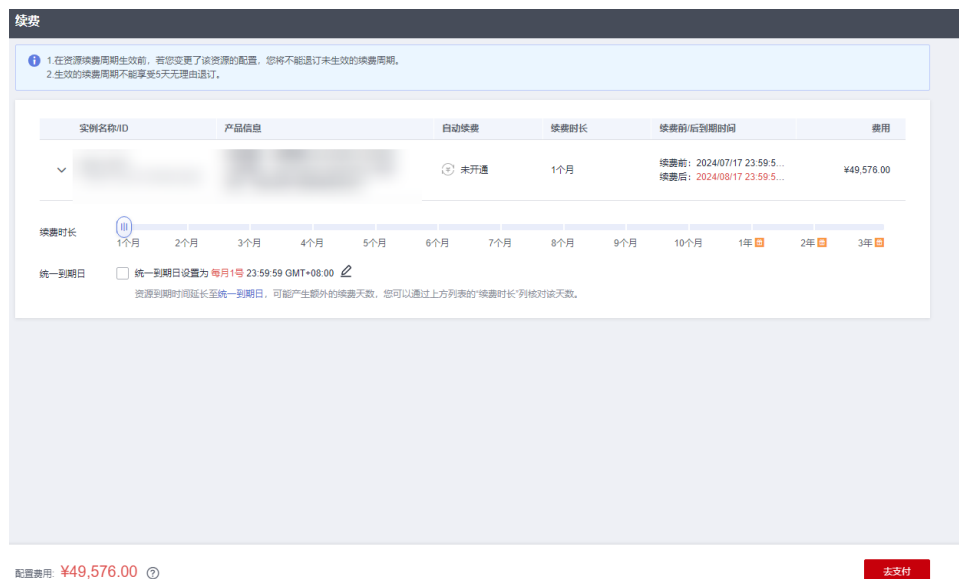 续费
1.在资源续费周期生效前，若您变更了该资源的配置，您将不能退订未生效的续费周期。
2.生效的续费周期不能享受5天无理由退订。
实例名称/ID 产品信息 自动续费 续费时长 续费前/后到期时间 费用
未开通 1个月 续费前： 2024/07/17 23:59:5... ¥49,576.00
续费后： 2024/08/17 23:59:5...
续费时长
1个月 2个月 3个月 4个月 5个月 6个月 7个月 8个月 9个月 10个月 1年 惠 2年 惠 3年 惠
统一到期日 统一到期日设置为 每月1号 23:59:59 GMT+08:00
资源到期时间延长至统一到期日，可能产生额外的续费天数，您可以通过上方列表的“续费时长”列核对该天数。
配置费用: ¥49,576.00 去支付